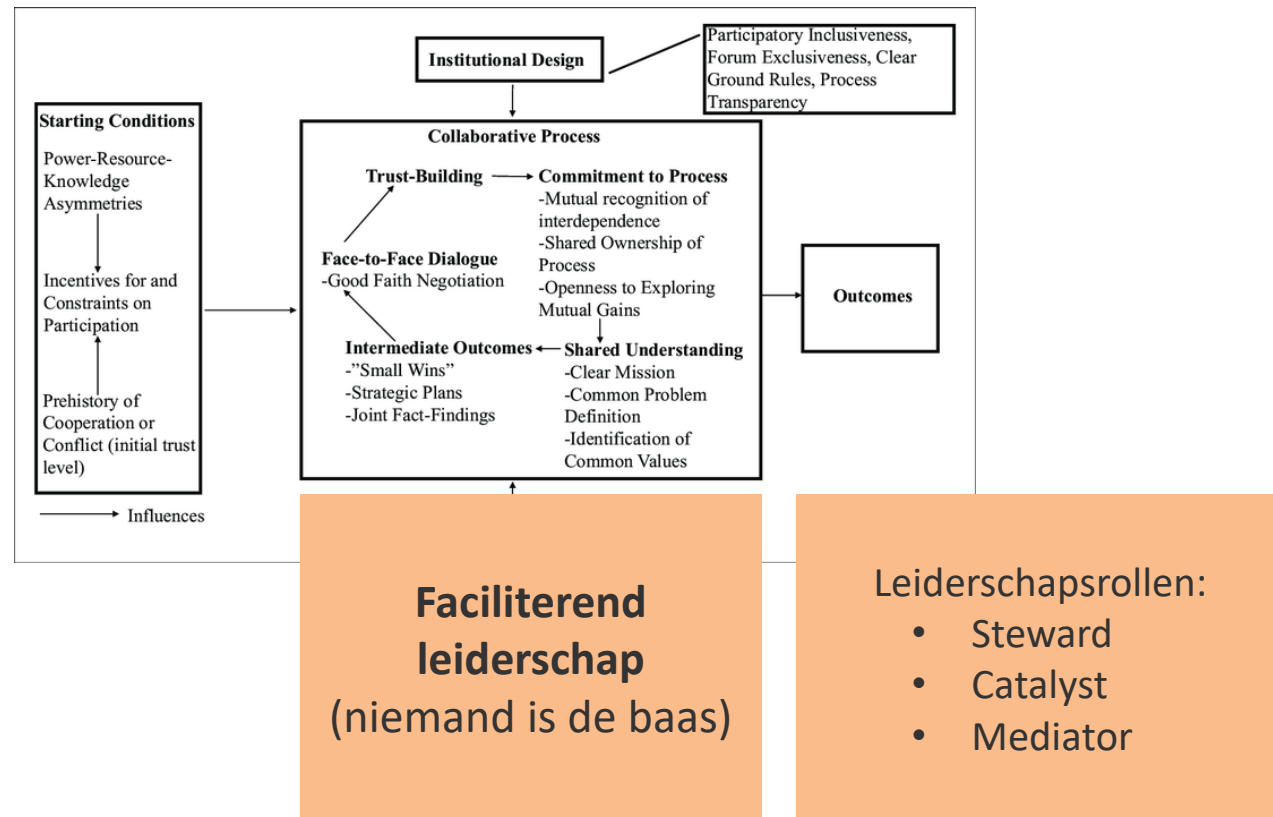 Institutional Design
Participatory Inclusiveness,
Forum Exclusiveness, Clear
Ground Rules, Process
Transparency
Starting Conditions
Power-Resource-
Knowledge
Asymmetries
Incentives for and
Constraints on
Participation
Prehistory of
Cooperation or
Conflict (initial trust
level)
Influences
Collaborative Process
Trust-Building
Commitment to Process
-Mutual recognition of
interdependence
-Shared Ownership of
Process
-Openness to Exploring
Mutual Gains
Face-to-Face Dialogue
-Good Faith Negotiation
Intermediate Outcomes
-”Small Wins”
-Strategic Plans
-Joint Fact-Findings
Shared Understanding
-Clear Mission
-Common Problem
Definition
-Identification of
Common Values
Outcomes
Faciliterend
leiderschap
(niemand is de baas)
Leiderschapsrollen:
• Steward
• Catalyst
• Mediator